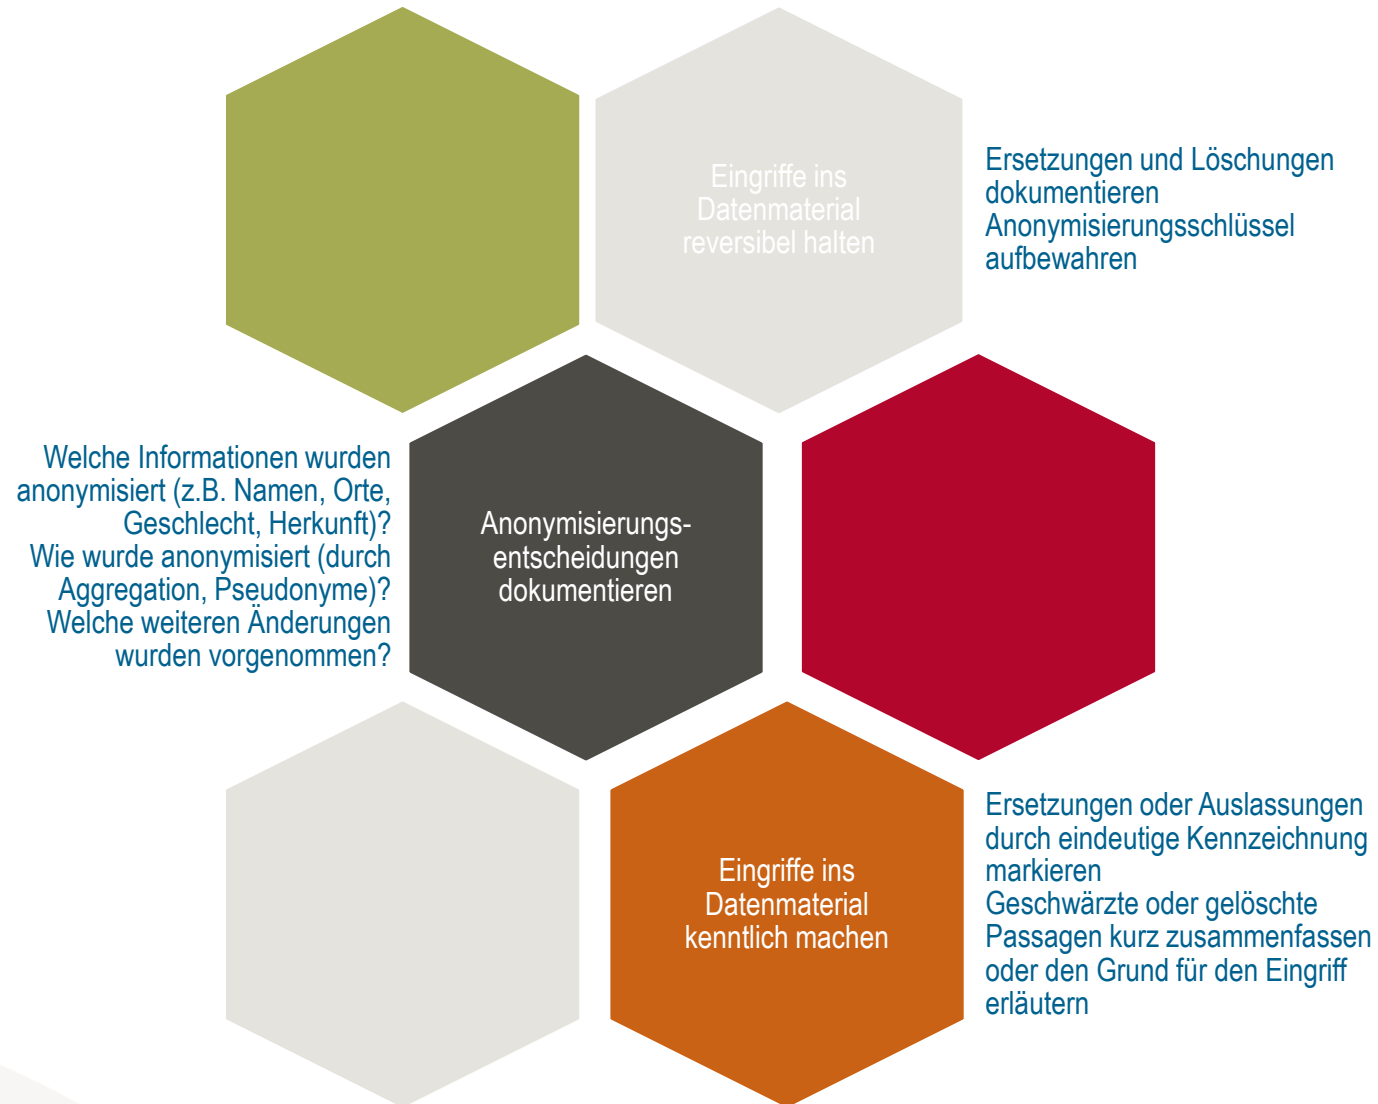 Eingriffe ins
Datenmaterial
reversibel halten
Ersetzungen und Löschungen
dokumentieren
Anonymisierungsschlüssel
aufbewahren
Welche Informationen wurden
anonymisiert (z.B. Namen, Orte,
Geschlecht, Herkunft)?
Wie wurde anonymisiert (durch
Aggregation, Pseudonyme)?
Welche weiteren Änderungen
wurden vorgenommen?
Anonymisierungs-
entscheidungen
dokumentieren
Eingriffe ins
Datenmaterial
kenntlich machen
Ersetzungen oder Auslassungen
durch eindeutige Kennzeichnung
markieren
Geschwärzte oder gelöschte
Passagen kurz zusammenfassen
oder den Grund für den Eingriff
erläutern